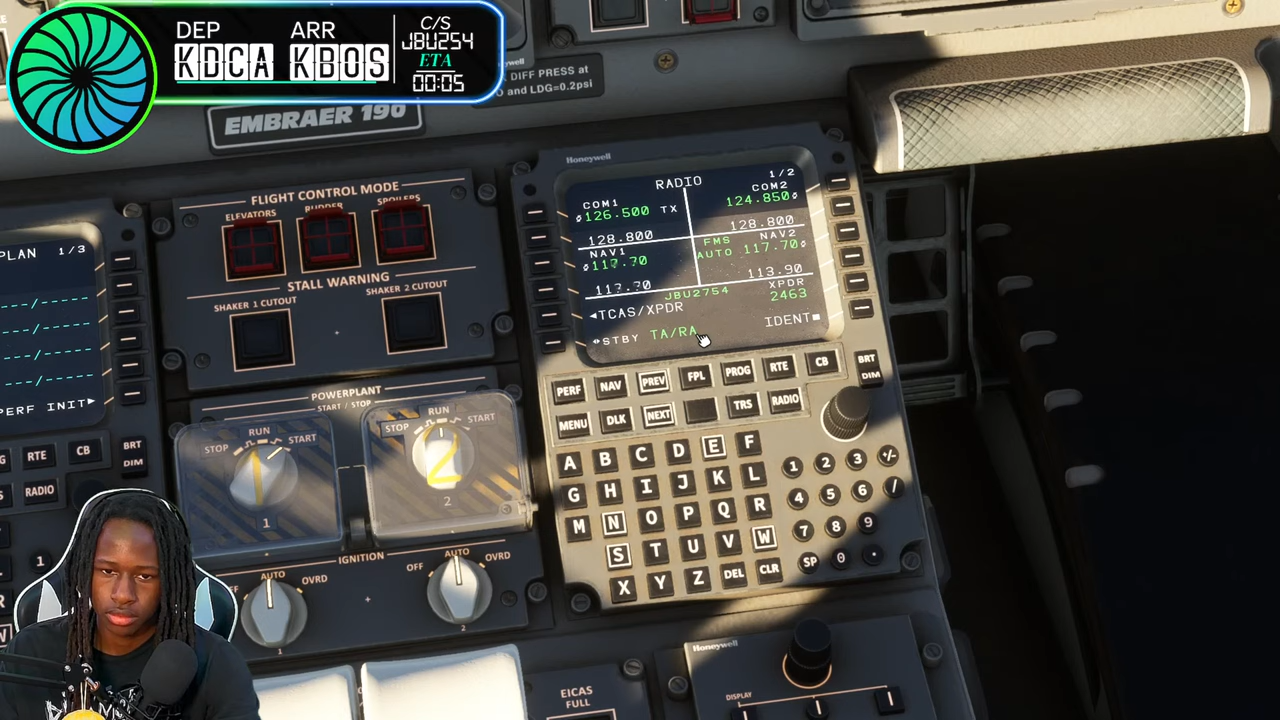 DEP ARR C/S
KDCA KBOS JBU254
ETA
00:05
DIFF PRESS at
O and LDG=0.2psi
EMBRAER 190
FLIGHT CONTROL MODE
ELEVATORS RUDDER SPOILERS
STALL WARNING
SHAKER 1 CUTOUT SHAKER 2 CUTOUT
POWERPLANT
START / STOP
STOP RUN START STOP RUN START
1 2
1 2
IGNITION
AUTO OVRD OFF AUTO OVRD
1 2
PLAN 1/3
---/-----
---/-----
---/-----
---/-----
PERF INIT
RTE CB BRT DIM
RADIO
1
Honeywell
RADIO 1/2
COM1 COM2
126.500 TX 124.850
128.800 128.800
NAV1 FMS NAV2
117.70 AUTO 117.70
117.70 113.90
JBU2754 XPDR
TCAS/XPDR 2463
IDENT
STBY TA/RA
PERF NAV PREV FPL PROG RTE CB BRT DIM
MENU DLK NEXT TRS RADIO
A B C D E F
G H I J K L
M N O P Q R
S T U V W
X Y Z DEL CLR
1 2 3 +/-
4 5 6 /
7 8 9
SP 0 .
Honeywell
DISPLAY
EICAS
FULL